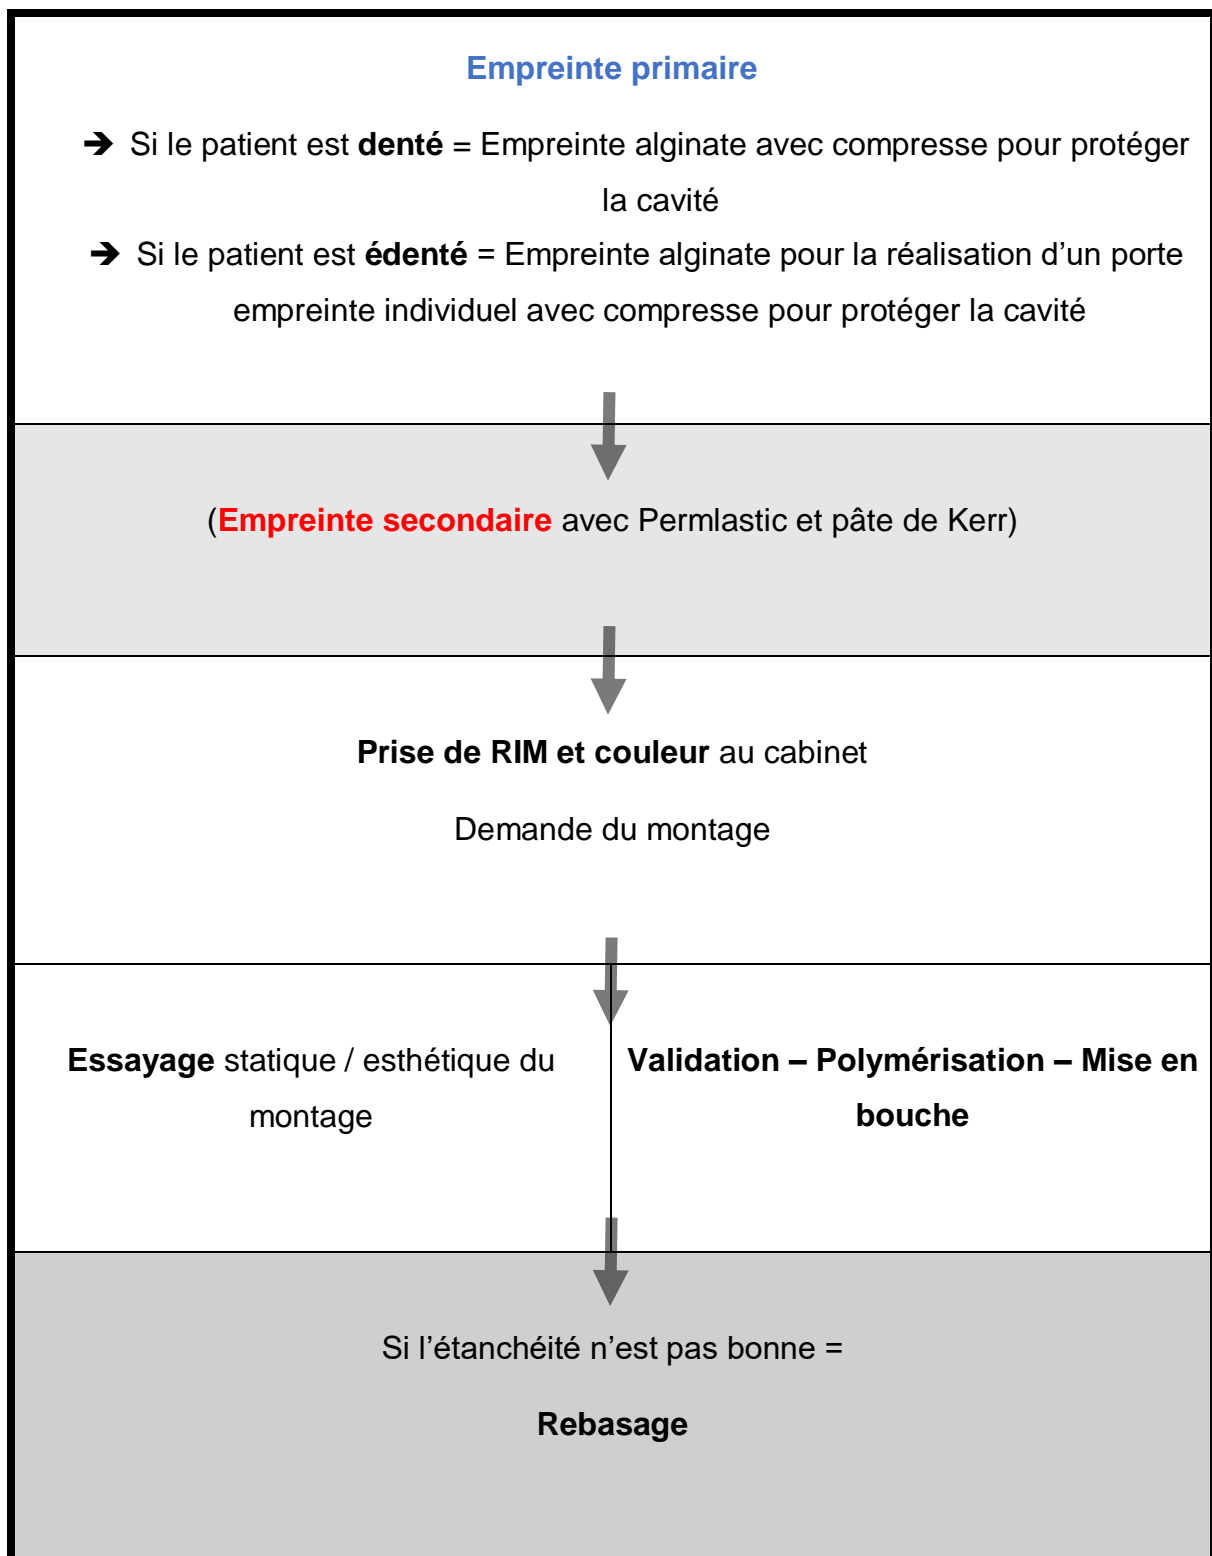 Empreinte primaire
➔ Si le patient est denté = Empreinte alginate avec compresse pour protéger
la cavité
➔ Si le patient est édenté = Empreinte alginate pour la réalisation d’un porte
empreinte individuel avec compresse pour protéger la cavité
(Empreinte secondaire avec Permlastic et pâte de Kerr)
Prise de RIM et couleur au cabinet
Demande du montage
Essayage statique / esthétique du
montage
Validation – Polymérisation – Mise en
bouche
Si l’étanchéité n’est pas bonne =
Rebasage